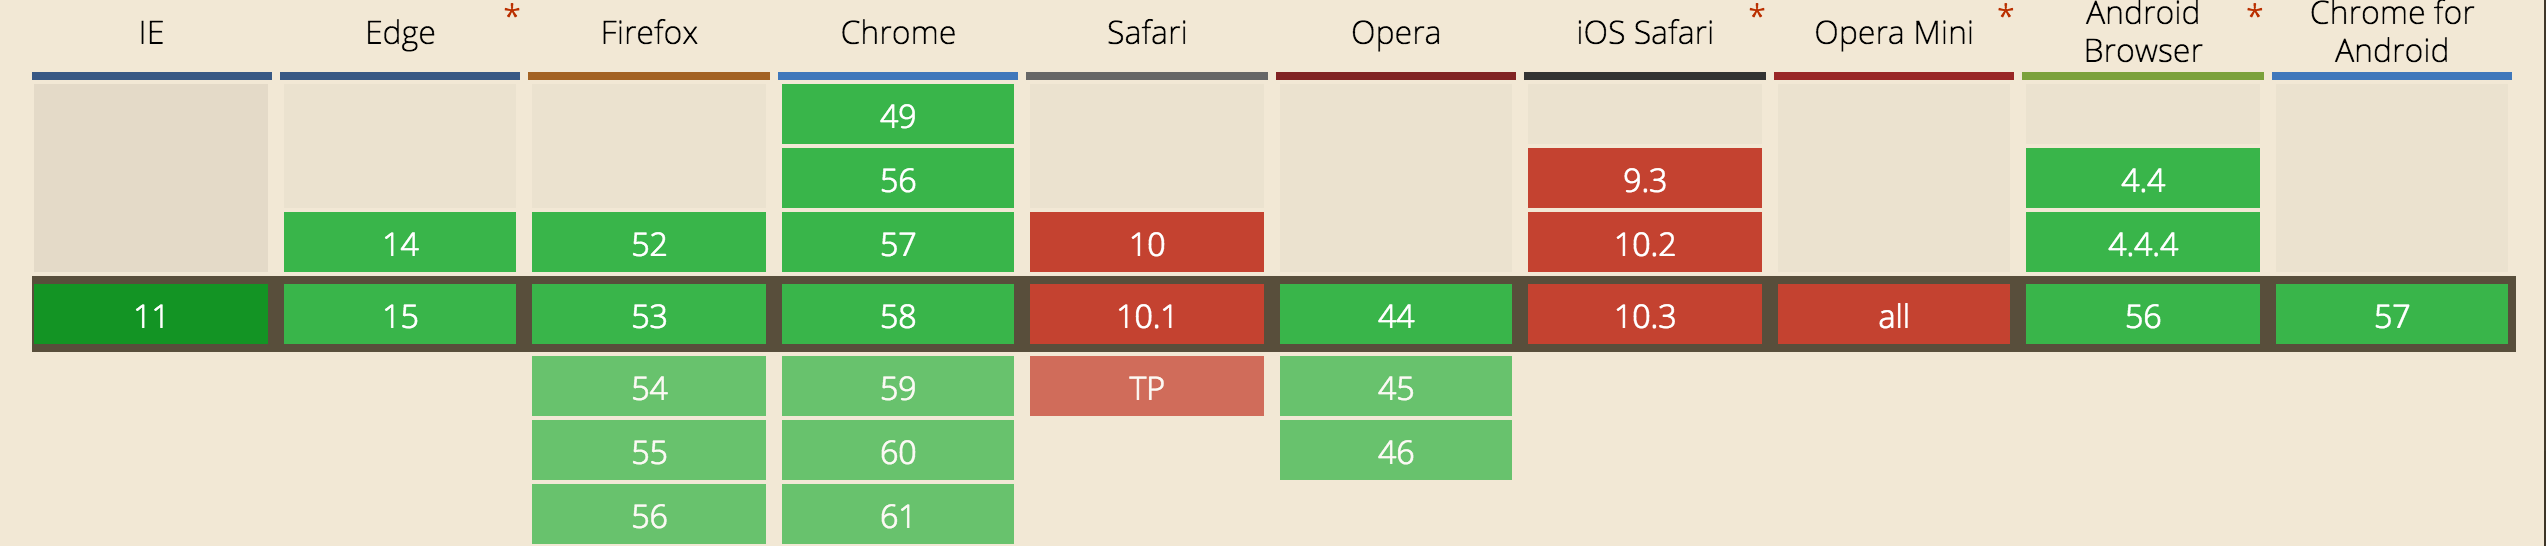 IE Edge * Firefox Chrome Safari Opera iOS Safari * Opera Mini * Android Browser * Chrome for Android
49
56 9.3 4.4
14 52 57 10 10.2 4.4.4
11 15 53 58 10.1 44 10.3 all 56 57
54 59 TP 45
55 60 46
56 61